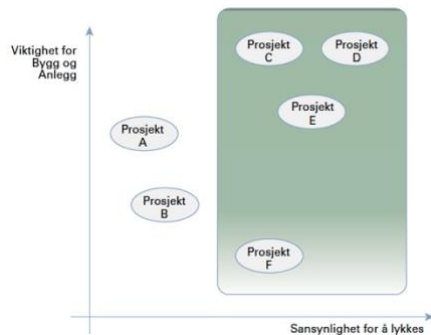 Viktighet for
Bygg og
Anlegg
Prosjekt
C
Prosjekt
D
Prosjekt
E
Prosjekt
A
Prosjekt
B
Prosjekt
F
Sansynlighet for å lykkes